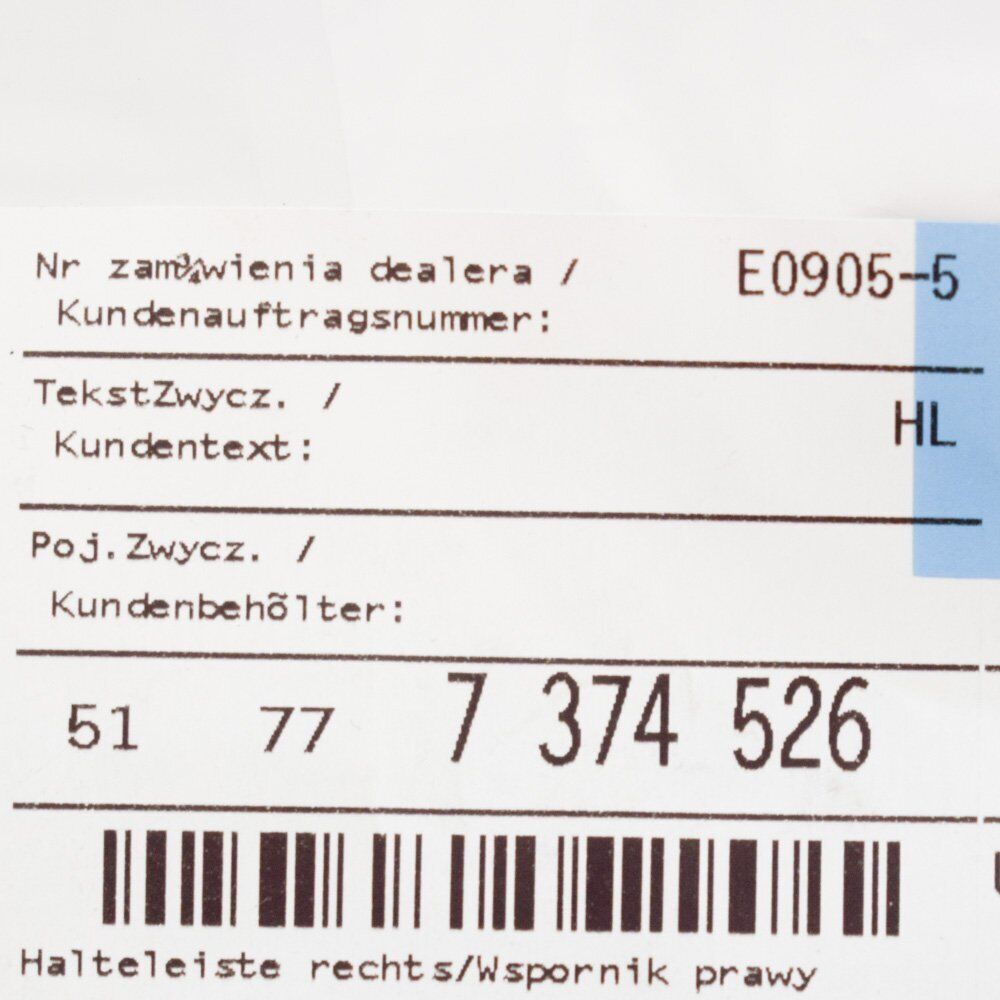 Nr zam¾wienia dealera / E0905-5
Kundenauftragsnummer:
TekstZwycz. / HL
Kundentext:
Poj.Zwycz. /
Kundenbehõlter:
51 77 7 374 526
Halteleiste rechts/Wspornik prawy